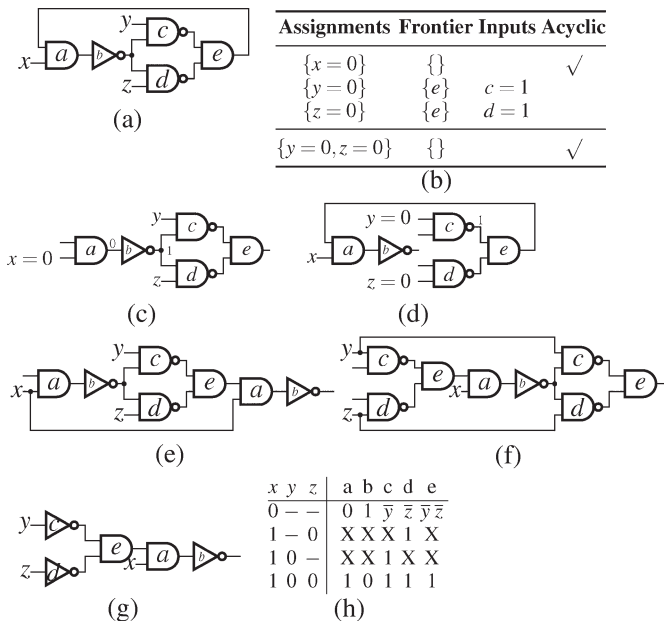 y
c
x
a
b
e
z
d
(a)
Assignments Frontier Inputs Acyclic
{x = 0} {} √
{y = 0} {e} c = 1
{z = 0} {e} d = 1
{y = 0, z = 0} {} √
(b)
y
c
x = 0
a
0
b
1
e
z
d
(c)
y = 0
c
1
x
a
b
e
z = 0
d
(d)
y
c
x
a
b
e
a
b
z
d
(e)
y
c
c
e
x
a
b
e
z
d
d
(f)
y
c
e
x
a
b
z
d
(g)
x y z a b c d e
0 – – 0 1 y̅ z̅ y̅ z̅
1 – 0 X X X 1 X
1 0 – X X 1 X X
1 0 0 1 0 1 1 1
(h)